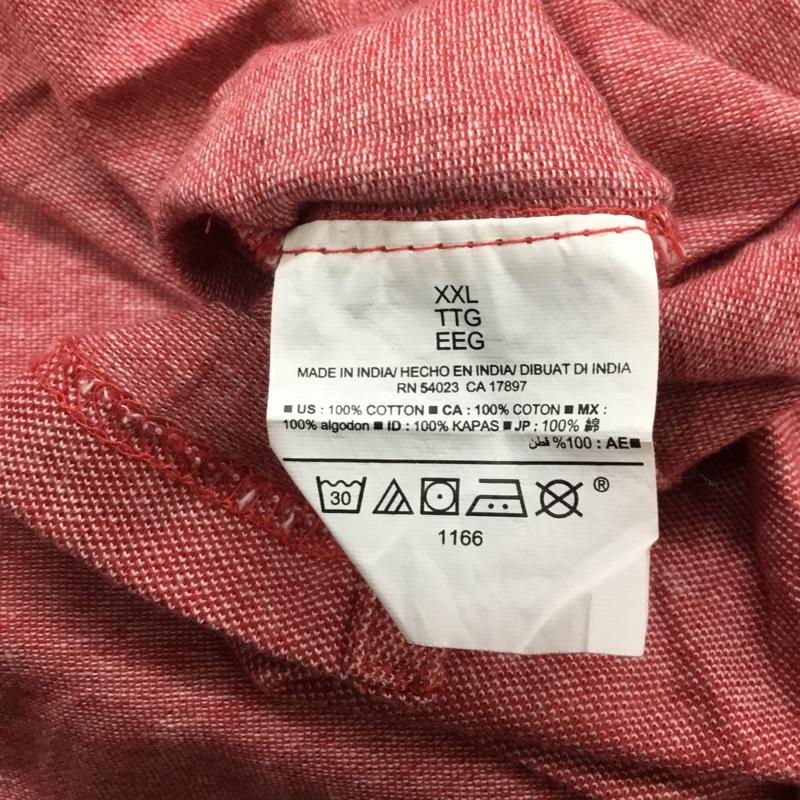 XXL
TTG
EEG
MADE IN INDIA/ HECHO EN INDIA/ DIBUAT DI INDIA
RN 54023 CA 17897
■ US : 100% COTTON ■ CA : 100% COTON ■ MX :
100% algodon ■ ID : 100% KAPAS ■ JP : 100% 綿
■AE : 100% قطن
30
®
1166